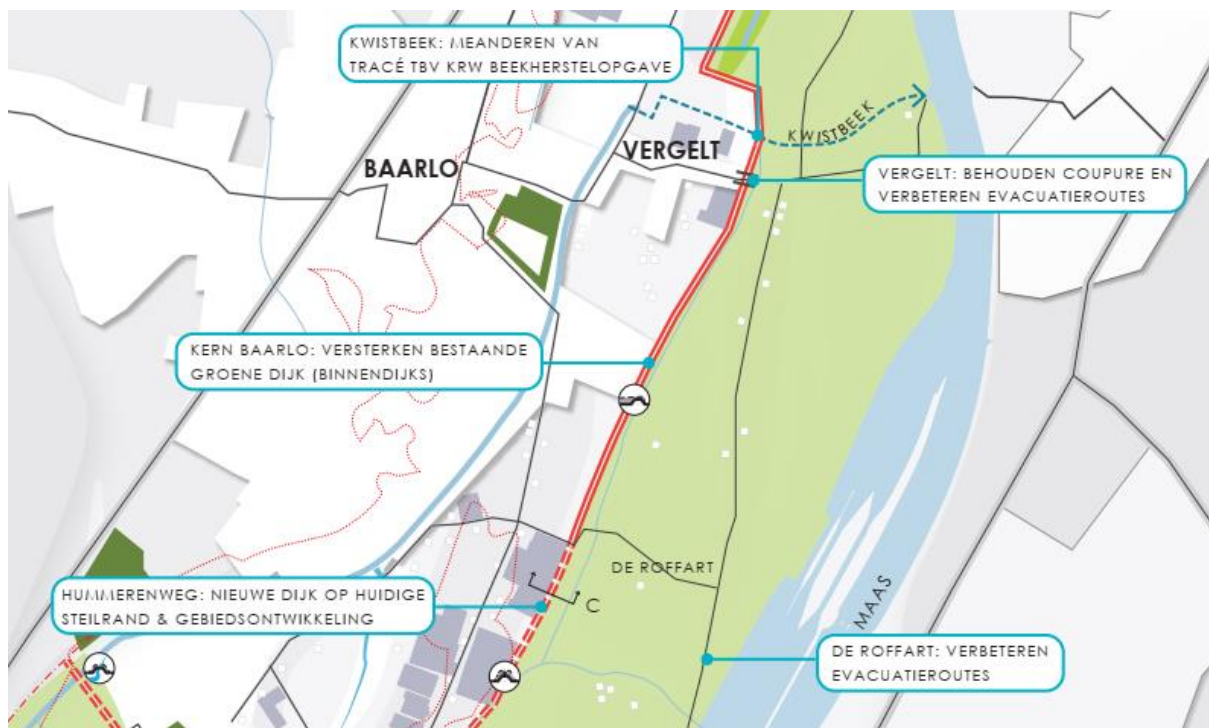 KWISTBEEK: MEANDEREN VAN
TRACÉ TBV KRW BEEKHERSTELOPGAVE
KWISTBEEK
BAARLO
VERGELT
VERGELT: BEHOUDEN COUPURE EN
VERBETEREN EVACUATIEROUTES
KERN BAARLO: VERSTERKEN BESTAANDE
GROENE DIJK (BINNENDIJKS)
DE ROFFART
HUMMERENWEG: NIEUWE DIJK OP HUIDIGE
STEILRAND & GEBIEDSONTWIKKELING
C
MAAS
DE ROFFART: VERBETEREN
EVACUATIEROUTES